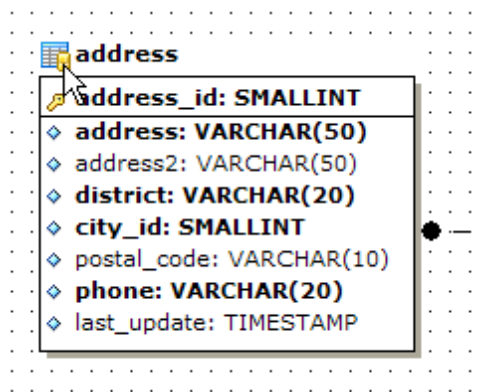 address
address_id: SMALLINT
address: VARCHAR(50)
address2: VARCHAR(50)
district: VARCHAR(20)
city_id: SMALLINT
postal_code: VARCHAR(10)
phone: VARCHAR(20)
last_update: TIMESTAMP